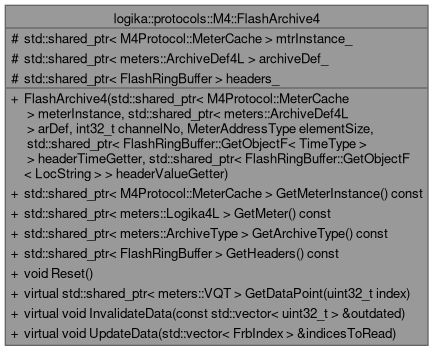 logika::protocols::M4::FlashArchive4
# std::shared_ptr< M4Protocol::MeterCache > mtrInstance_
# std::shared_ptr< meters::ArchiveDef4L > archiveDef_
# std::shared_ptr< FlashRingBuffer > headers_
+ FlashArchive4(std::shared_ptr< M4Protocol::MeterCache
> meterInstance, std::shared_ptr< meters::ArchiveDef4L
> arDef, int32_t channelNo, MeterAddressType elementSize,
std::shared_ptr< FlashRingBuffer::GetObjectF< TimeType >
> headerTimeGetter, std::shared_ptr< FlashRingBuffer::GetObjectF
< LocString > > headerValueGetter)
+ std::shared_ptr< M4Protocol::MeterCache > GetMeterInstance() const
+ std::shared_ptr< meters::Logika4L > GetMeter() const
+ std::shared_ptr< meters::ArchiveType > GetArchiveType() const
+ std::shared_ptr< FlashRingBuffer > GetHeaders() const
+ void Reset()
+ virtual std::shared_ptr< meters::VQT > GetDataPoint(uint32_t index)
+ virtual void InvalidateData(const std::vector< uint32_t > &outdated)
+ virtual void UpdateData(std::vector< FrbIndex > &indicesToRead)